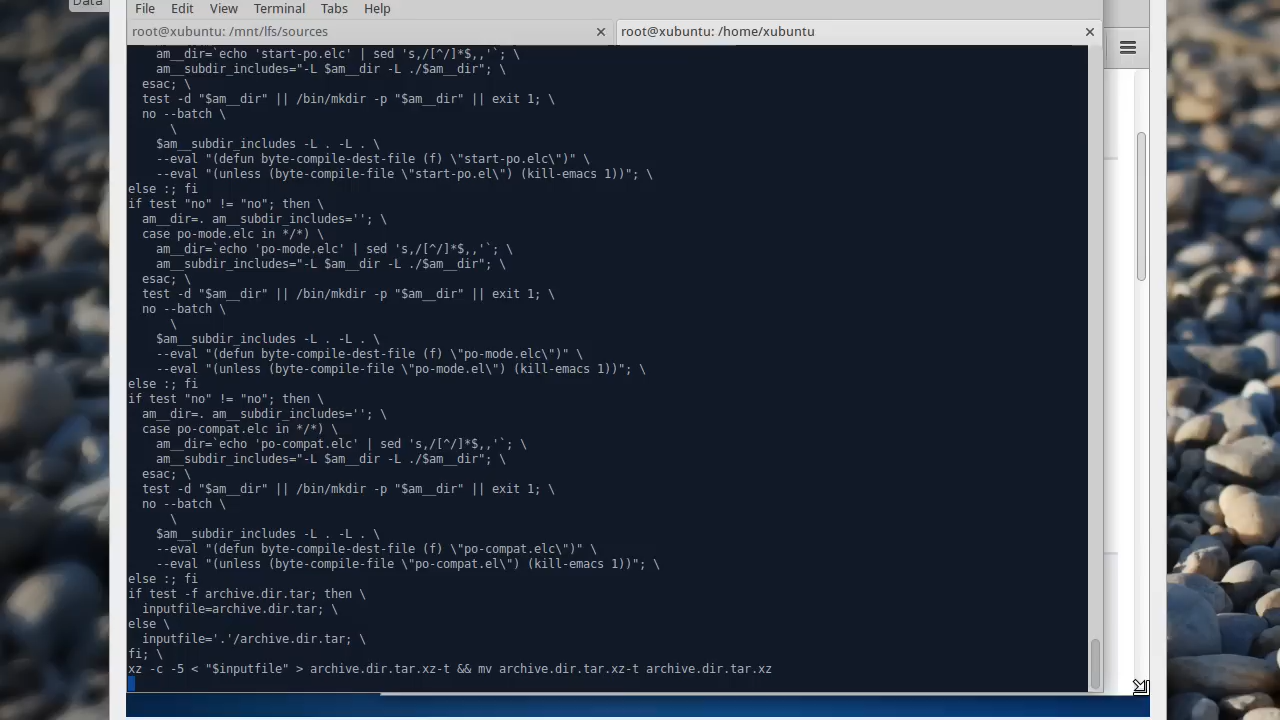 Data
File Edit View Terminal Tabs Help
root@xubuntu: /mnt/lfs/sources × root@xubuntu: /home/xubuntu ×
am__dir=`echo 'start-po.elc' | sed 's,/[^/]*$,,'`; \
am__subdir_includes="-L $am__dir -L ./$am__dir"; \
esac; \
test -d "$am__dir" || /bin/mkdir -p "$am__dir" || exit 1; \
no --batch \
\
$am__subdir_includes -L . -L . \
--eval "(defun byte-compile-dest-file (f) \"start-po.elc\")" \
--eval "(unless (byte-compile-file \"start-po.el\") (kill-emacs 1))"; \
else :; fi
if test "no" != "no"; then \
am__dir=. am__subdir_includes=''; \
case po-mode.elc in */*) \
am__dir=`echo 'po-mode.elc' | sed 's,/[^/]*$,,'`; \
am__subdir_includes="-L $am__dir -L ./$am__dir"; \
esac; \
test -d "$am__dir" || /bin/mkdir -p "$am__dir" || exit 1; \
no --batch \
\
$am__subdir_includes -L . -L . \
--eval "(defun byte-compile-dest-file (f) \"po-mode.elc\")" \
--eval "(unless (byte-compile-file \"po-mode.el\") (kill-emacs 1))"; \
else :; fi
if test "no" != "no"; then \
am__dir=. am__subdir_includes=''; \
case po-compat.elc in */*) \
am__dir=`echo 'po-compat.elc' | sed 's,/[^/]*$,,'`; \
am__subdir_includes="-L $am__dir -L ./$am__dir"; \
esac; \
test -d "$am__dir" || /bin/mkdir -p "$am__dir" || exit 1; \
no --batch \
\
$am__subdir_includes -L . -L . \
--eval "(defun byte-compile-dest-file (f) \"po-compat.elc\")" \
--eval "(unless (byte-compile-file \"po-compat.el\") (kill-emacs 1))"; \
else :; fi
if test -f archive.dir.tar; then \
inputfile=archive.dir.tar; \
else \
inputfile='.'/archive.dir.tar; \
fi; \
xz -c -5 < "$inputfile" > archive.dir.tar.xz-t && mv archive.dir.tar.xz-t archive.dir.tar.xz